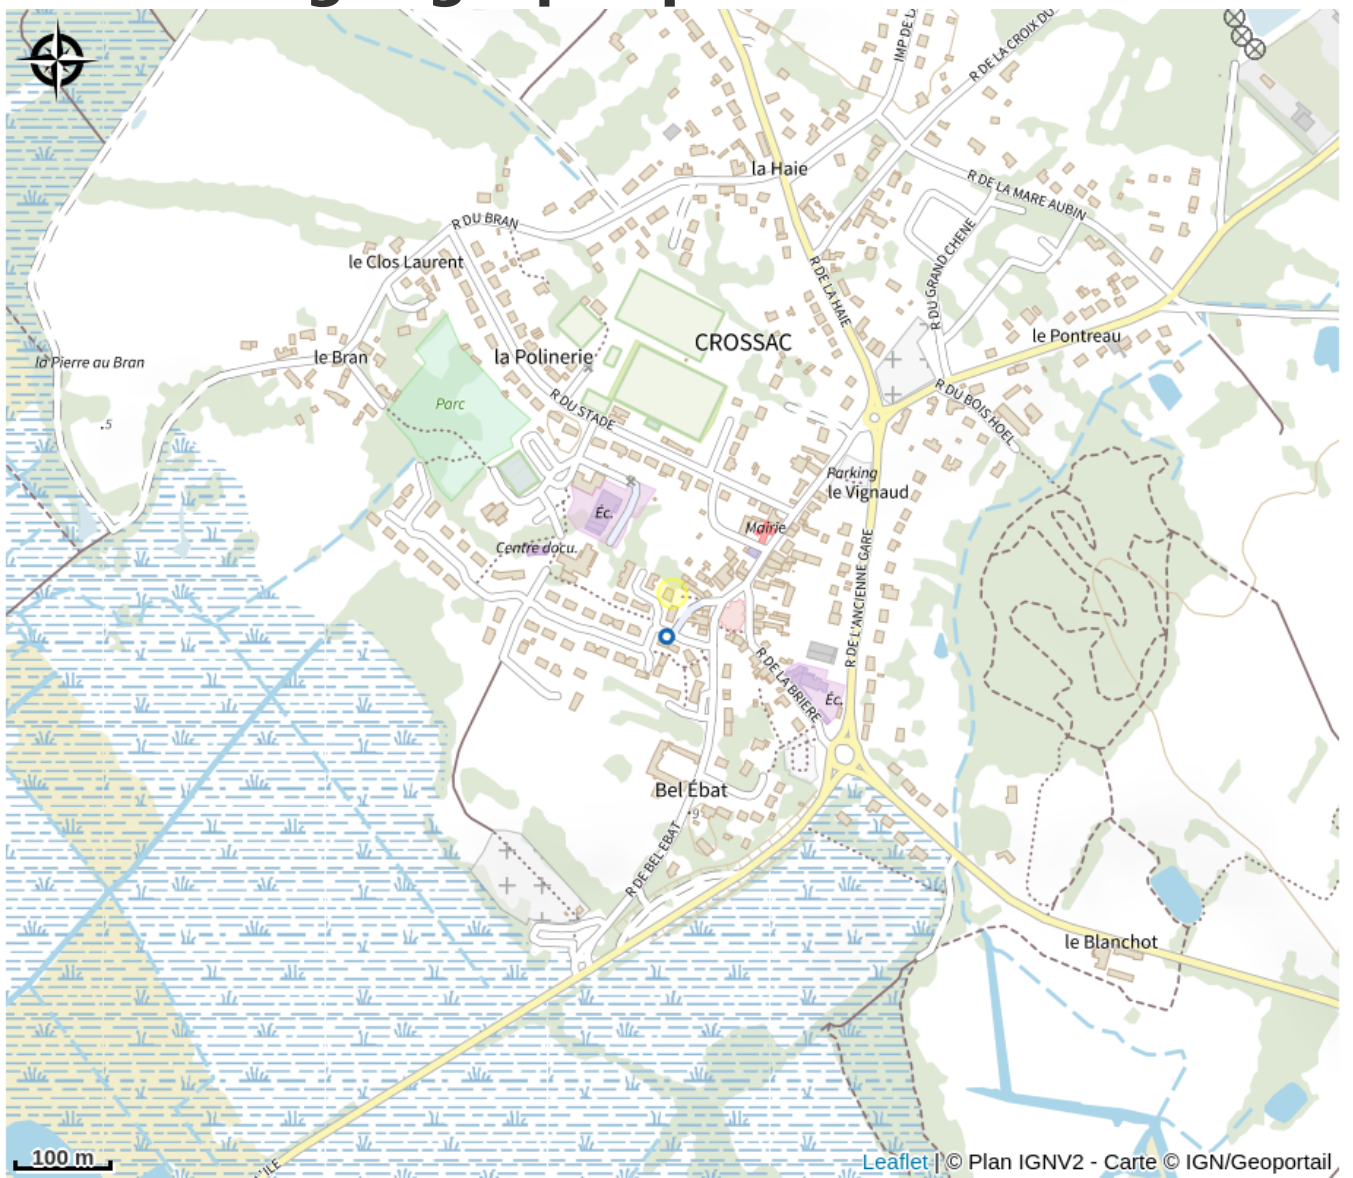 IMP DE L
R DE LA CROIX DU
la Haie
R DE LA MARE AUBIN
R DU BRAN
le Clos Laurent
R DU GRAND CHENE
R DE LA HAIE
le Pontreau
CROSSAC
la Pierre au Bran
le Bran
la Polinerie
Parc
R DU STADE
R DU BOIS HOEL
5
Parking
le Vignaud
Éc.
Mairie
Centre docu.
R DE L'ANCIENNE GARE
R DE LA BRIERE
Éc.
Bel Ébat
9
R DE BEL EBAT
le Blanchot
100 m
ILE
Leaflet | © Plan IGNV2 - Carte © IGN/Geoportail